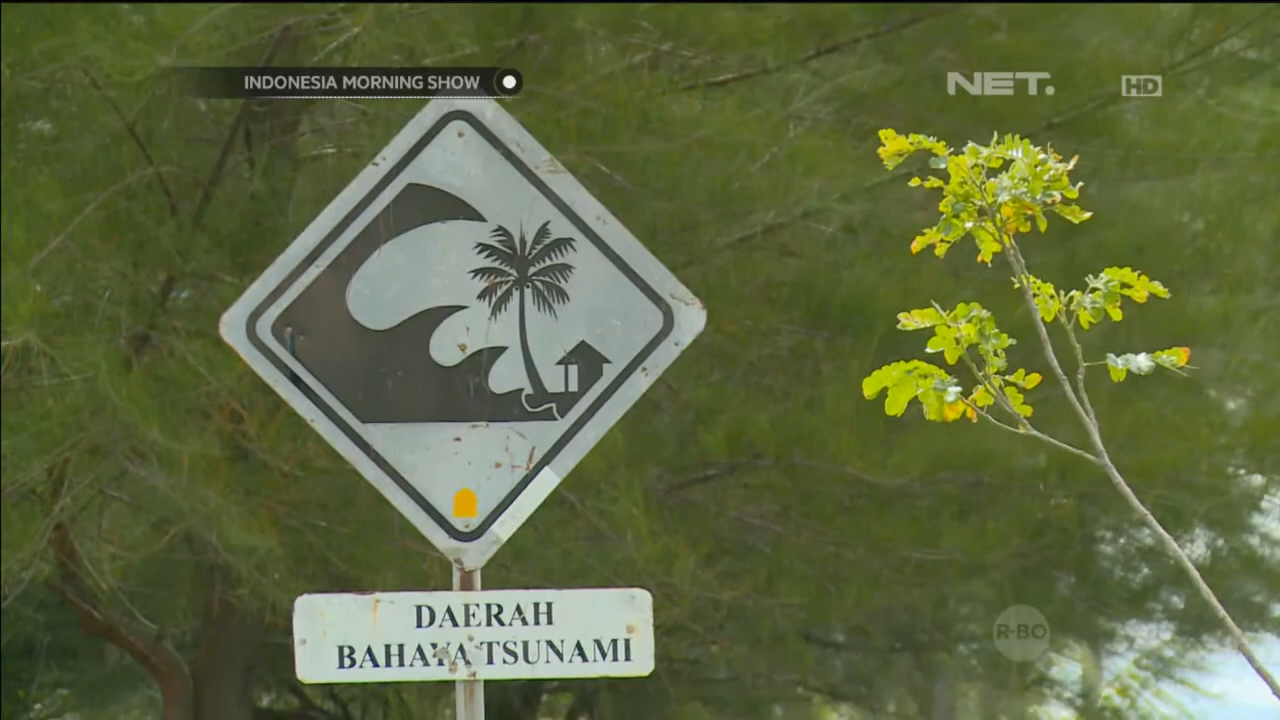 INDONESIA MORNING SHOW
NET.
HD
DAERAH
BAHAYA TSUNAMI
R-BO